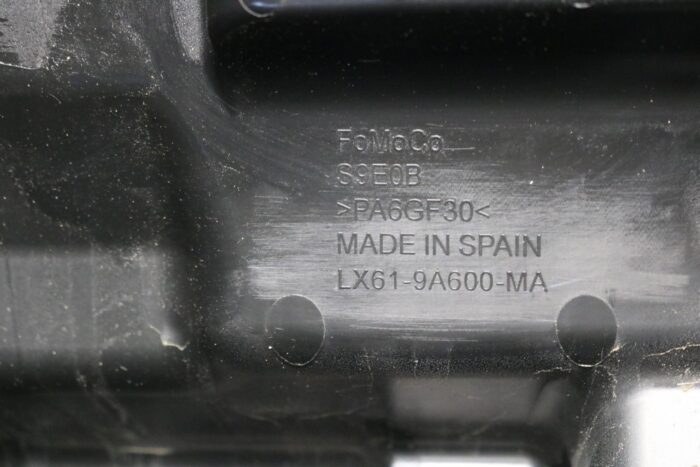 FoMoCo
S9E0B
>PA6GF30<
MADE IN SPAIN
LX61-9A600-MA